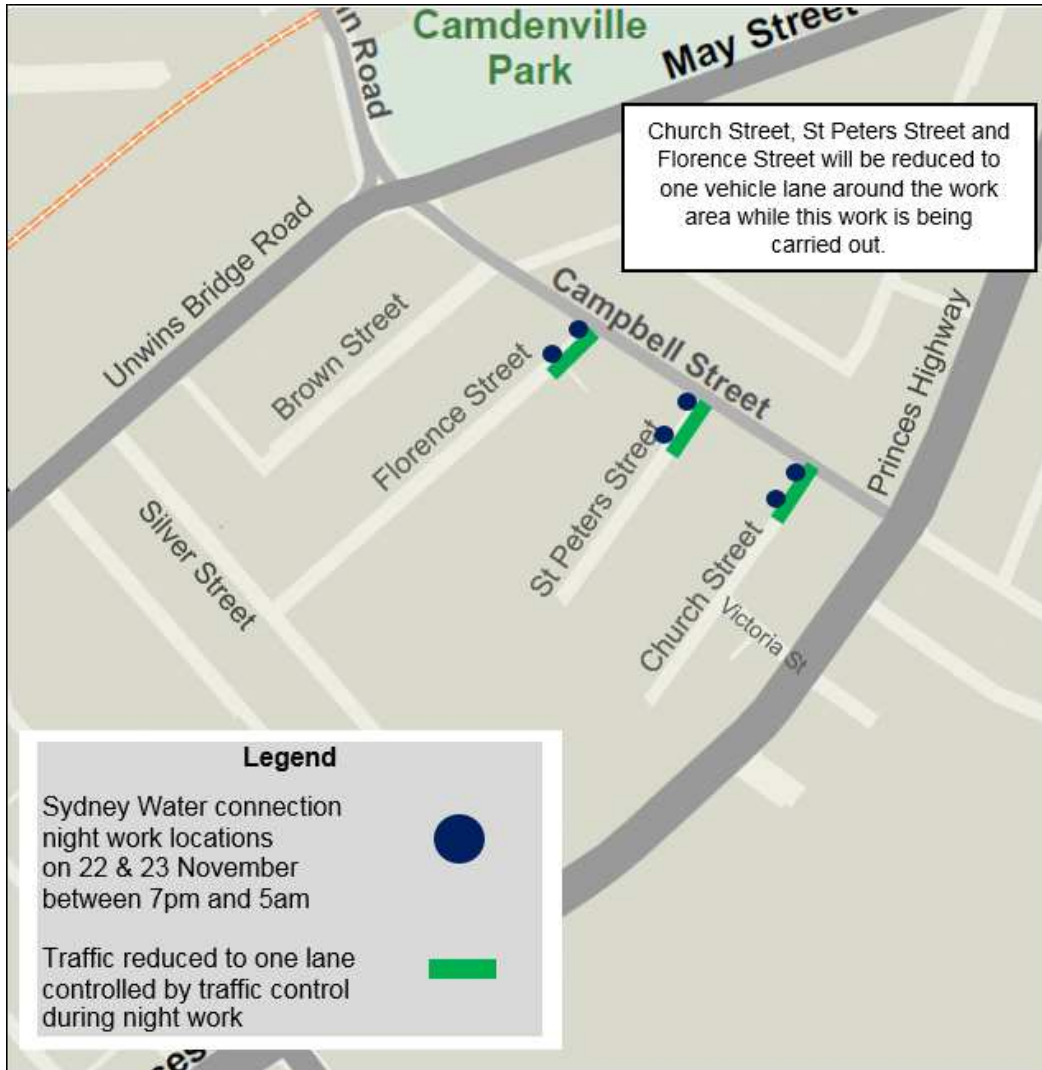 Camdenville
Park
May Street
Road
Church Street, St Peters Street and
Florence Street will be reduced to
one vehicle lane around the work
area while this work is being
carried out.
Unwins Bridge Road
Brown Street
Florence Street
Campbell Street
St Peters Street
Princes Highway
Silver Street
Church Street
Victoria St
Legend
Sydney Water connection
night work locations
on 22 & 23 November
between 7pm and 5am
Traffic reduced to one lane
controlled by traffic control
during night work